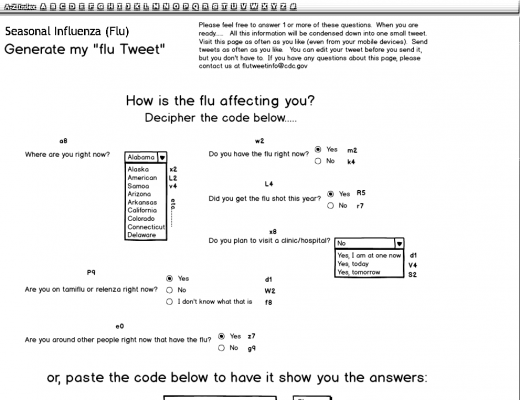 A-Z Index A B C D E F G H I J K L M N O P Q R S T U V W X Y Z #
Seasonal Influenza (Flu)
Generate my "flu Tweet"
Please feel free to answer 1 or more of these questions. When you are
ready.... All this information will be condensed down into one small tweet.
Visit this page as often as you like (even from your mobile devices). Send
tweets as often as you like. You can edit your tweet before you send it,
but you don't have to. If you have any questions about this page, please
contact us at flutweetinfo@cdc.gov
How is the flu affecting you?
Decipher the code below.....
a8
Where are you right now?
Alabama
Alaska x2
American L2
Samoa v4
Arizona
Arkansas
California
Colorado
Connecticut
Delaware
etc
w2
Do you have the flu right now?
Yes m2
No k4
L4
Did you get the flu shot this year?
Yes R5
No r7
x8
Do you plan to visit a clinic/hospital?
No
Yes, I am at one now d1
Yes, today V4
Yes, tomorrow S2
P9
Are you on tamiflu or relenza right now?
Yes d1
No W2
I don't know what that is f8
e0
Are you around other people right now that have the flu?
Yes z7
No g9
or, paste the code below to have it show you the answers: